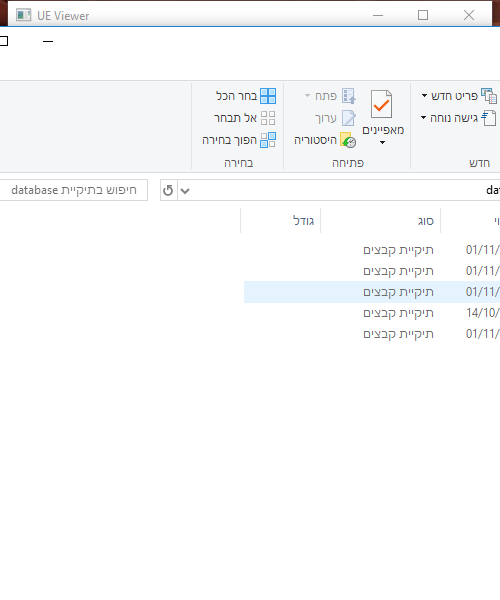 UE Viewer
פריט חדש
גישה נוחה
חדש
מאפיינים
פתח
ערוך
היסטוריה
פתיחה
בחר הכל
אל תבחר
הפוך בחירה
בחירה
da
חיפוש בתיקיית database
סוג
גודל
01/11/ תיקיית קבצים
01/11/ תיקיית קבצים
01/11/ תיקיית קבצים
14/10/ תיקיית קבצים
01/11/ תיקיית קבצים